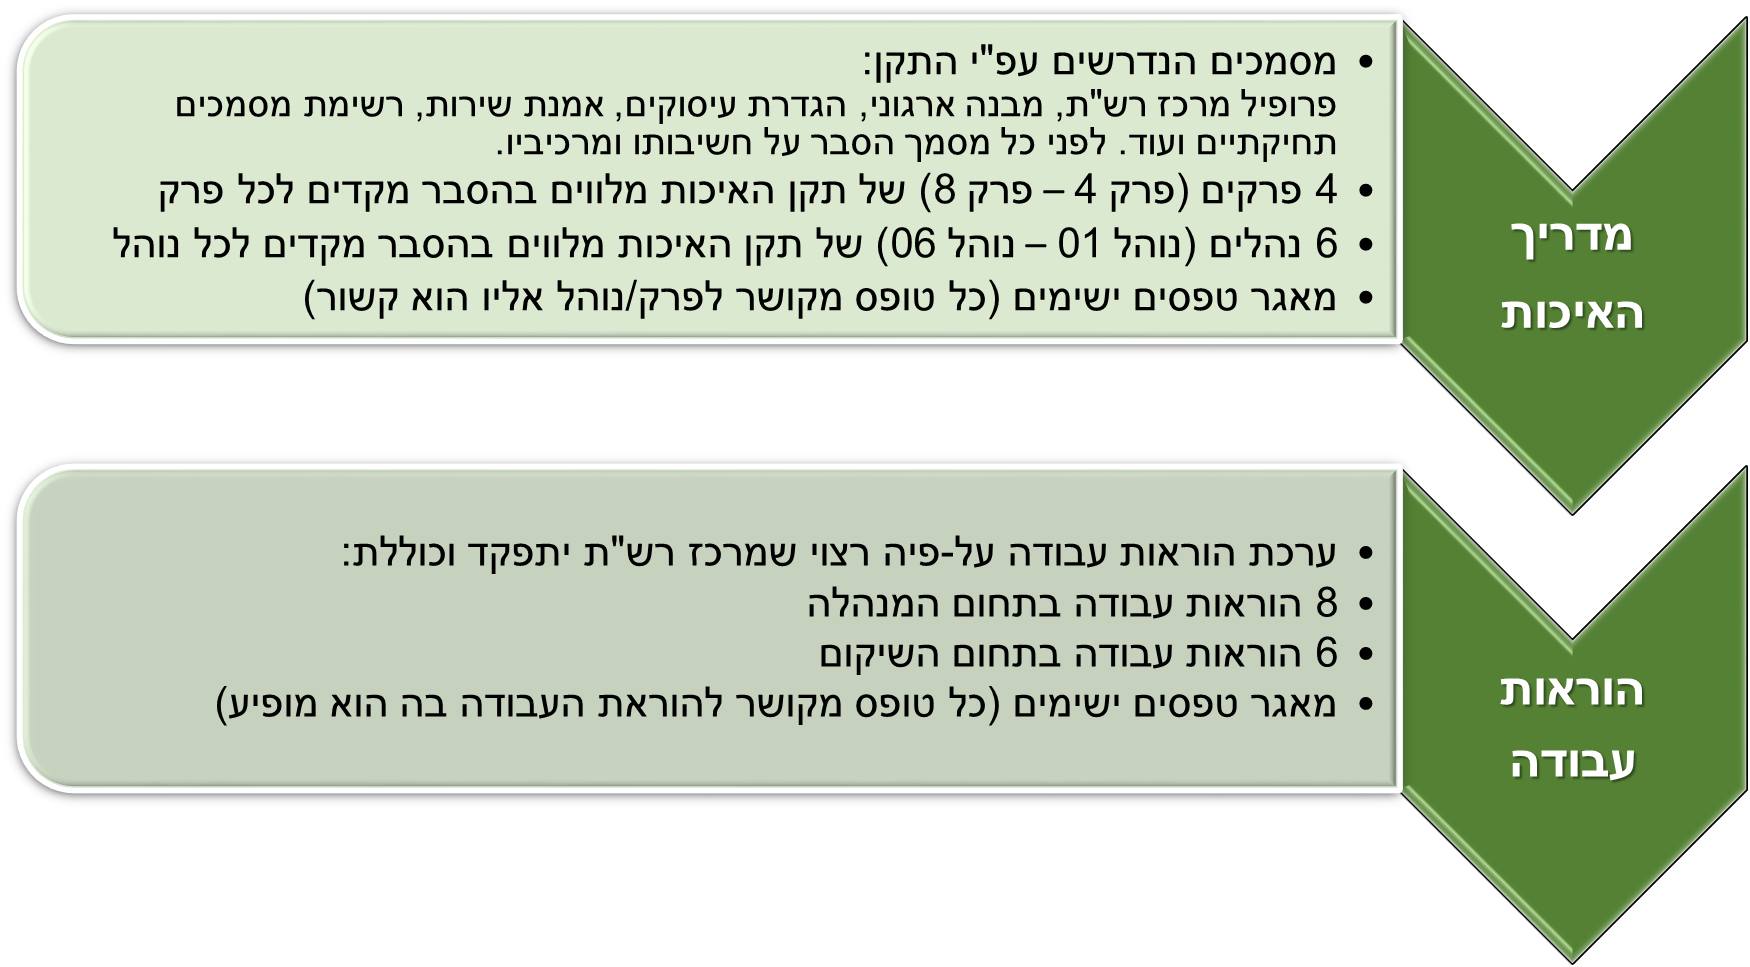 מדריך
האיכות
• מסמכים הנדרשים עפ"י התקן:
פרופיל מרכז רש"ת, מבנה ארגוני, הגדרת עיסוקים, אמנת שירות, רשימת מסמכים
תחיקתיים ועוד. לפני כל מסמך הסבר על חשיבותו ומרכיביו.
• 4 פרקים (פרק 4 – פרק 8) של תקן האיכות מלווים בהסבר מקדים לכל פרק
• 6 נהלים (נוהל 01 – נוהל 06) של תקן האיכות מלווים בהסבר מקדים לכל נוהל
• מאגר טפסים ישימים (כל טופס מקושר לפרק/נוהל אליו הוא קשור)
הוראות
עבודה
• ערכת הוראות עבודה על-פיה רצוי שמרכז רש"ת יתפקד וכוללת:
• 8 הוראות עבודה בתחום המנהלה
• 6 הוראות עבודה בתחום השיקום
• מאגר טפסים ישימים (כל טופס מקושר להוראת העבודה בה הוא מופיע)